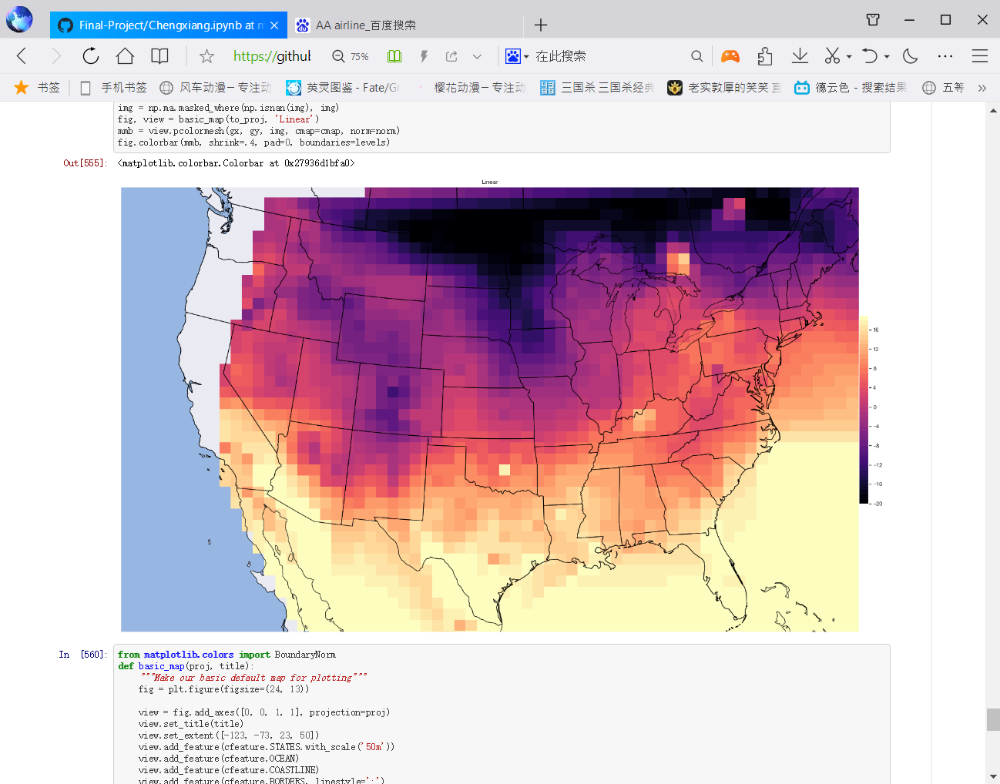 Final-Project/Chengxiang.ipynb at m
AA airline_百度搜索
https://github
75%
在此搜索
书签
手机书签
风车动漫－专注动
英灵图鉴 - Fate/Gr
樱花动漫－专注动
三国杀 三国杀经典
老实敦厚的笑笑 直
德云色 - 搜索结果
五等
»
img = np.ma.masked_where(np.isnan(img), img)
fig, view = basic_map(to_proj, 'Linear')
mmb = view.pcolormesh(gx, gy, img, cmap=cmap, norm=norm)
fig.colorbar(mmb, shrink=.4, pad=0, boundaries=levels)
Out[555]: <matplotlib.colorbar.Colorbar at 0x27936d1bfa0>
Linear
16
12
8
4
0
-4
-8
-12
-16
-20
In [560]: from matplotlib.colors import BoundaryNorm
def basic_map(proj, title):
"""Make our basic default map for plotting"""
fig = plt.figure(figsize=(24, 13))
view = fig.add_axes([0, 0, 1, 1], projection=proj)
view.set_title(title)
view.set_extent([-123, -73, 23, 50])
view.add_feature(cfeature.STATES.with_scale('50m'))
view.add_feature(cfeature.OCEAN)
view.add_feature(cfeature.COASTLINE)
view.add_feature(cfeature.BORDERS, linestyle=':')